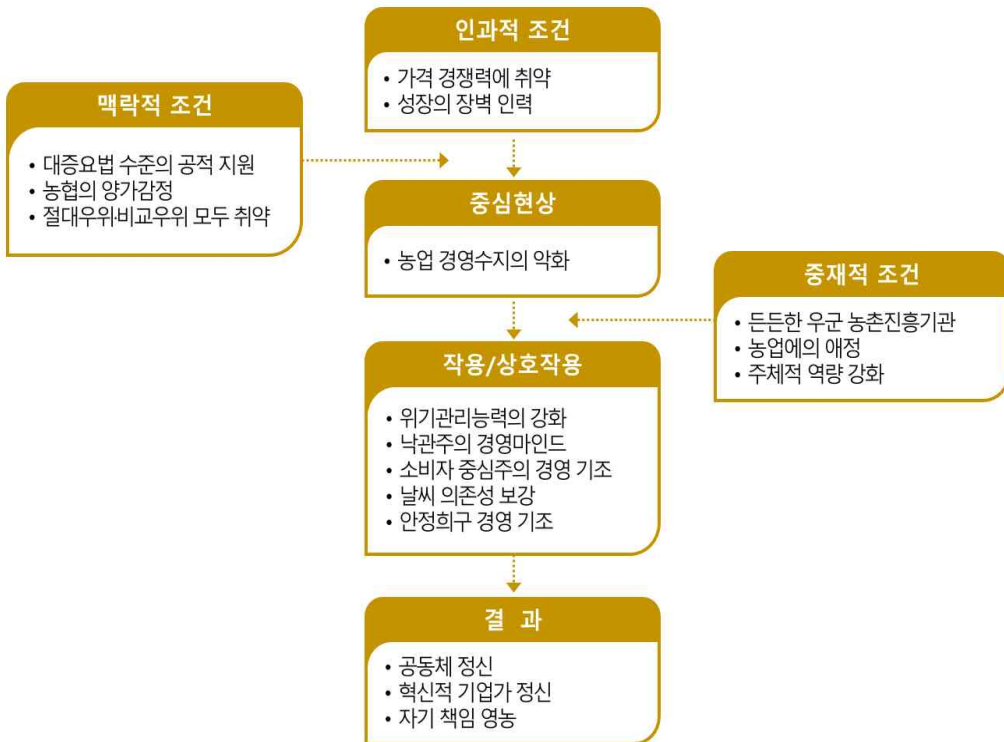 인과적 조건
• 가격 경쟁력에 취약
• 성장의 장벽 인력
맥락적 조건
• 대증요법 수준의 공적 지원
• 농협의 양가감정
• 절대우위·비교우위 모두 취약
중심현상
• 농업 경영수지의 악화
중재적 조건
• 든든한 우군 농촌진흥기관
• 농업에의 애정
• 주체적 역량 강화
작용/상호작용
• 위기관리능력의 강화
• 낙관주의 경영마인드
• 소비자 중심주의 경영 기조
• 날씨 의존성 보강
• 안정희구 경영 기조
결 과
• 공동체 정신
• 혁신적 기업가 정신
• 자기 책임 영농